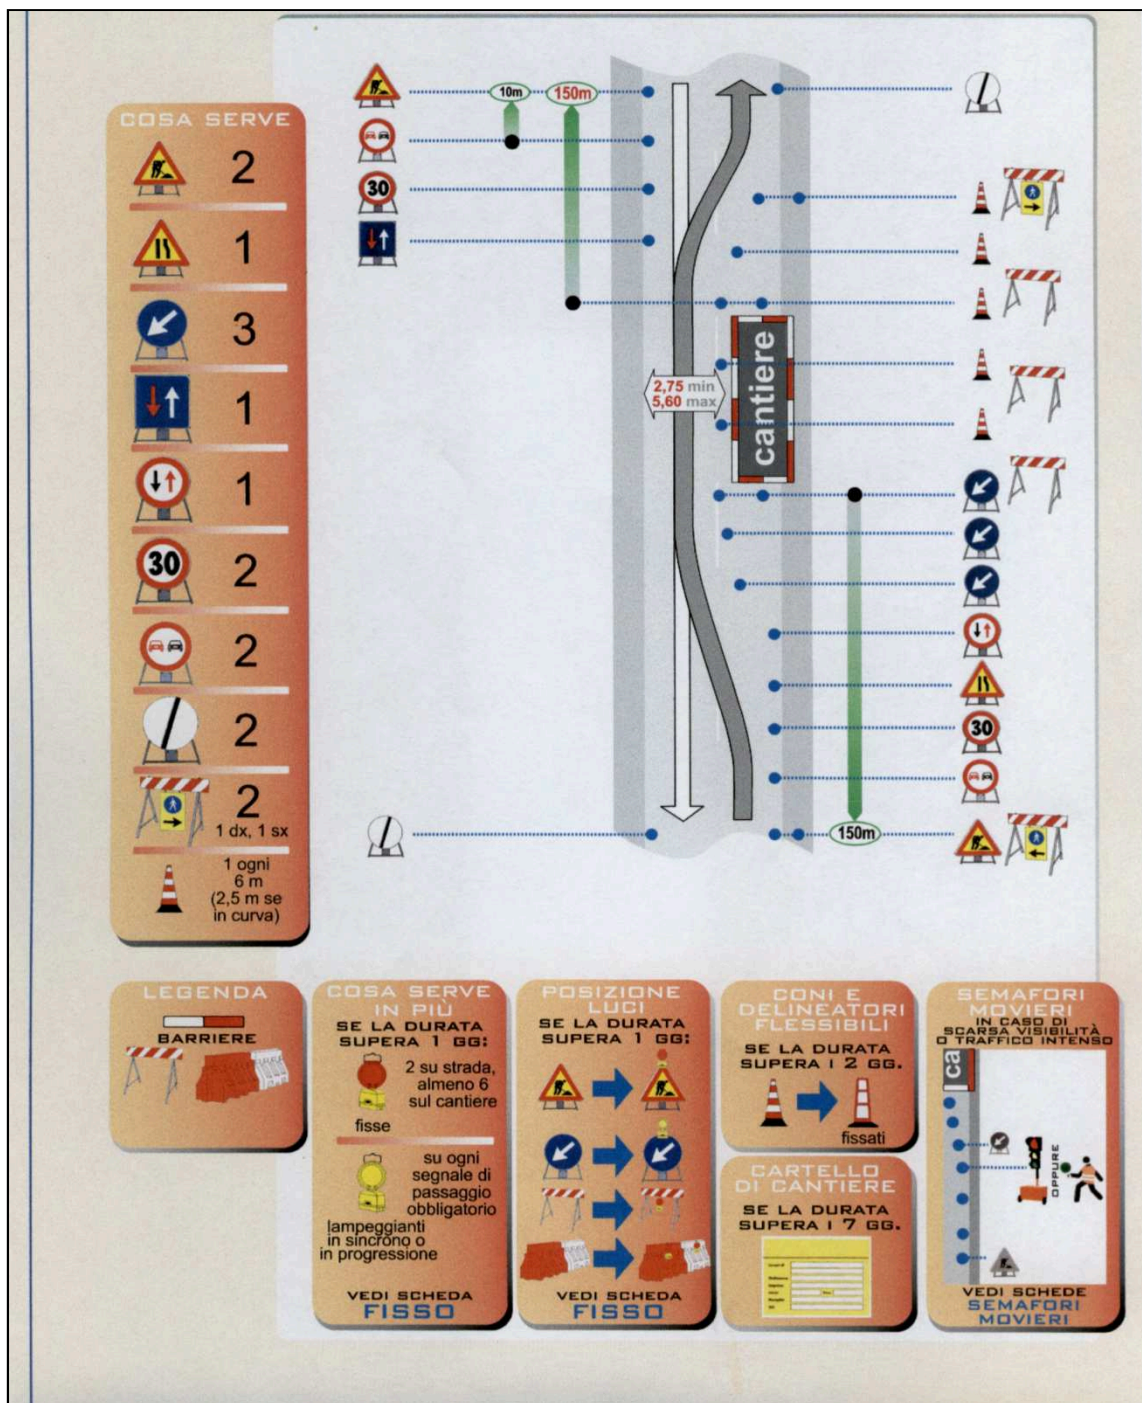 COSA SERVE
2
1
3
1
1
30
2
2
2
2
1 dx, 1 sx
1 ogni
6 m
(2,5 m se
in curva)
10m
150m
30
2,75 min
5,60 max
cantiere
30
150m
LEGENDA
BARRIERE
COSA SERVE
IN PIÙ
SE LA DURATA
SUPERA 1 GG:
2 su strada,
almeno 6
sul cantiere
fisse
su ogni
segnale di
passaggio
obbligatorio
lampeggianti
in sincrono o
in progressione
VEDI SCHEDA
FISSO
POSIZIONE
LUCI
SE LA DURATA
SUPERA 1 GG:
VEDI SCHEDA
FISSO
CONI E
DELINEATORI
FLESSIBILI
SE LA DURATA
SUPERA I 2 GG.
fissati
CARTELLO
DI CANTIERE
SE LA DURATA
SUPERA I 7 GG.
SEMAFORI
MOVIERI
IN CASO DI
SCARSA VISIBILITÀ
O TRAFFICO INTENSO
ca
OPPURE
VEDI SCHEDE
SEMAFORI
MOVIERI